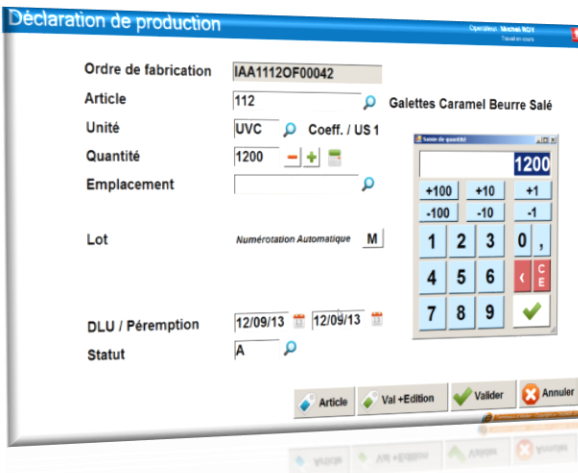 Déclaration de production
Opérateur : Michel ROY
Travail en cours
Ordre de fabrication IAA1112OF00042
Article 112 Galettes Caramel Beurre Salé
Unité UVC Coeff. / US 1
Quantité 1200 - +
Emplacement
Lot Numérotation Automatique M
DLU / Péremption 12/09/13 12/09/13
Statut A
Saisie de quantité
1200
+100 +10 +1
-100 -10 -1
1 2 3 0 ,
4 5 6 < CE
7 8 9
Article Val +Edition Valider Annuler